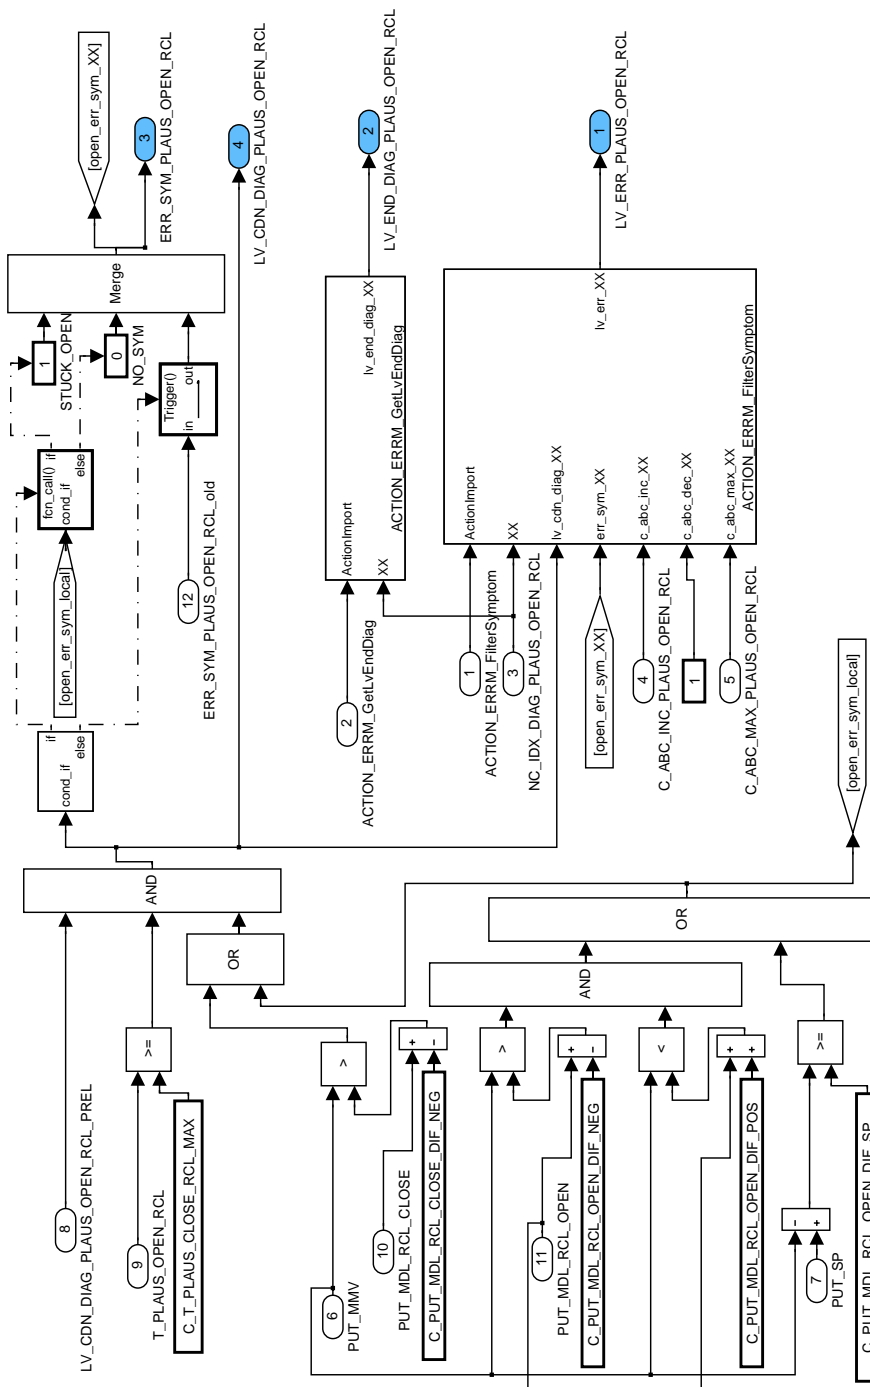 [open_err_sym_XX]
3
ERR_SYM_PLAUS_OPEN_RCL
4
LV_CDN_DIAG_PLAUS_OPEN_RCL
2
LV_END_DIAG_PLAUS_OPEN_RCL
1
LV_ERR_PLAUS_OPEN_RCL
Merge
1
STUCK_OPEN
0
NO_SYM
Trigger()
in
out
fcn_call()
cond_if
if
else
[open_err_sym_local]
12
ERR_SYM_PLAUS_OPEN_RCL_old
cond_if
if
else
ActionImport
XX
lv_end_diag_XX
ACTION_ERRM_GetLvEndDiag
2
ACTION_ERRM_GetLvEndDiag
ActionImport
XX
lv_cdn_diag_XX
err_sym_XX
c_abc_inc_XX
c_abc_dec_XX
c_abc_max_XX
lv_err_XX
ACTION_ERRM_FilterSymptom
1
ACTION_ERRM_FilterSymptom
3
NC_IDX_DIAG_PLAUS_OPEN_RCL
[open_err_sym_XX]
4
C_ABC_INC_PLAUS_OPEN_RCL
1
5
C_ABC_MAX_PLAUS_OPEN_RCL
[open_err_sym_local]
AND
OR
AND
OR
8
LV_CDN_DIAG_PLAUS_OPEN_RCL_PREL
9
T_PLAUS_OPEN_RCL
>=
C_T_PLAUS_CLOSE_RCL_MAX
6
PUT_MMV
>
10
PUT_MDL_RCL_CLOSE
+
-
C_PUT_MDL_RCL_CLOSE_DIF_NEG
>
11
PUT_MDL_RCL_OPEN
+
-
C_PUT_MDL_RCL_OPEN_DIF_NEG
<
+
+
C_PUT_MDL_RCL_OPEN_DIF_POS
>=
-
+
7
PUT_SP
C_PUT_MDL_RCL_OPEN_DIF_SP